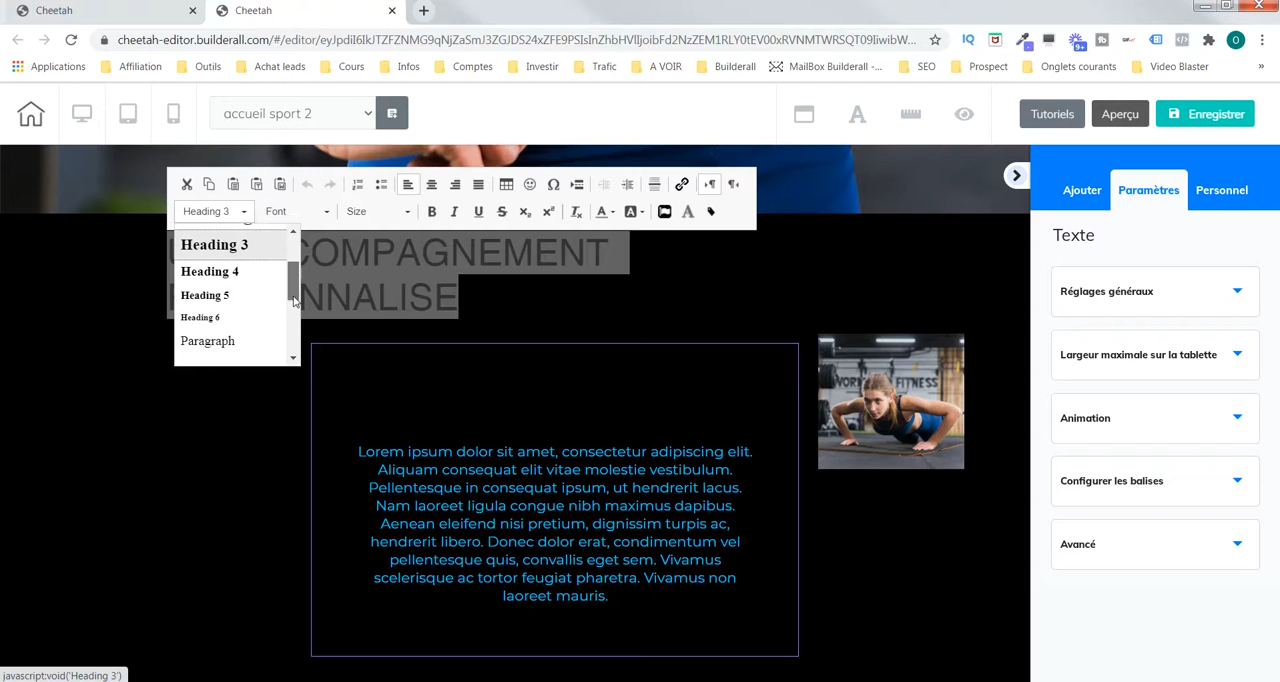 Cheetah
Cheetah
cheetah-editor.builderall.com/#/editor/eyJpdiI6IkJTZFZNMG9qNjZaSmJ3ZGJDS24xZFE9PSIsInZhbHVlIjoibFd2NzZEM1RLY0tEV00xRVNMTWRSQT09IiwibW...
Applications Affiliation Outils Achat leads Cours Infos Comptes Investir Trafic A VOIR Builderall MailBox Builderall -... SEO Prospect Onglets courants Video Blaster »
accueil sport 2
Tutoriels Aperçu Enregistrer
Ajouter Paramètres Personnel
Heading 3 Font Size
Heading 3
Heading 4
Heading 5
Heading 6
Paragraph
COMPAGNEMENT
NNALISE
Texte
Réglages généraux
Largeur maximale sur la tablette
Animation
Configurer les balises
Avancé
WOR FITNESS
Lorem ipsum dolor sit amet, consectetur adipiscing elit.
Aliquam consequat elit vitae molestie vestibulum.
Pellentesque in consequat ipsum, ut hendrerit lacus.
Nam laoreet ligula congue nibh maximus dapibus.
Aenean eleifend nisi pretium, dignissim turpis ac,
hendrerit libero. Donec dolor erat, condimentum vel
pellentesque quis, convallis eget sem. Vivamus
scelerisque ac tortor feugiat pharetra. Vivamus non
laoreet mauris.
javascript:void('Heading 3')